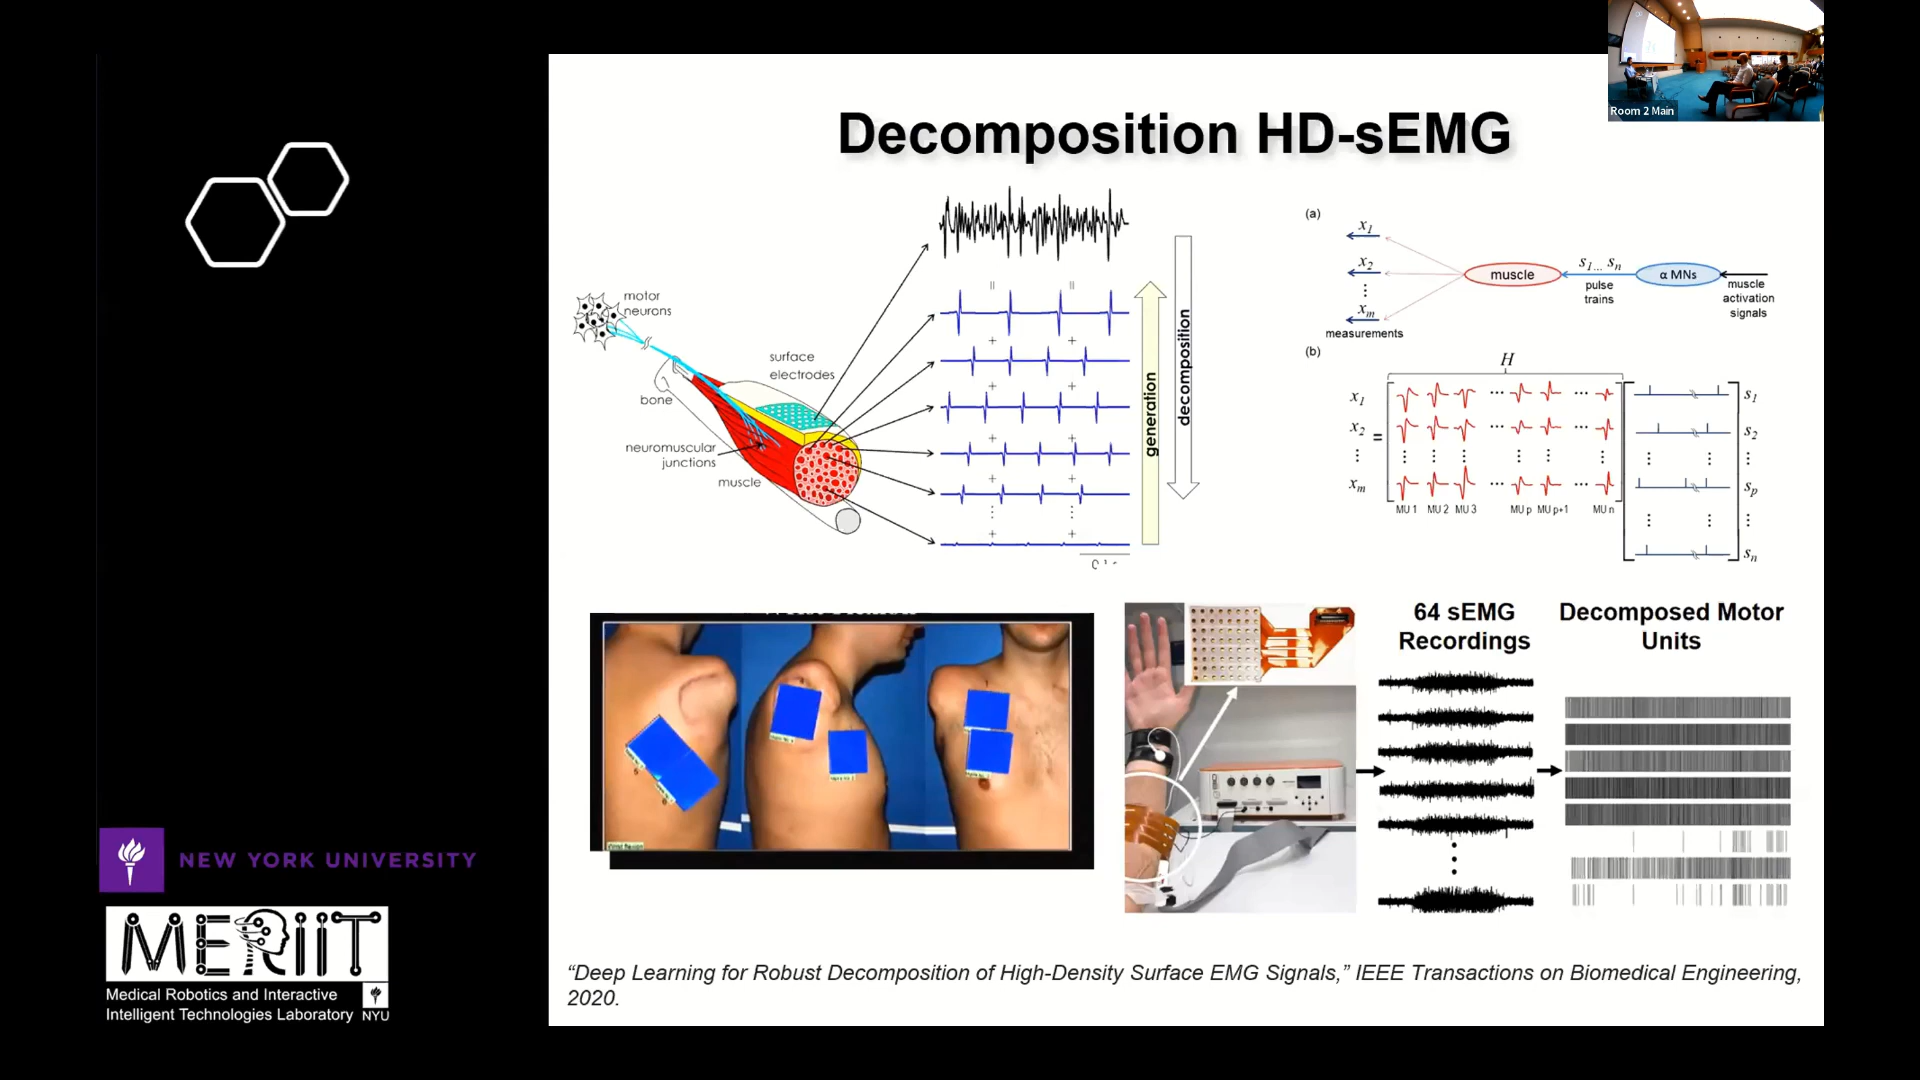 Room 2 Main
Decomposition HD-sEMG
motor
neurons
surface
electrodes
bone
neuromuscular
junctions
muscle
generation
decomposition
(a)
x1
x2
xm
measurements
muscle
s1... sn
pulse
trains
α MNs
muscle
activation
signals
(b)
H
x1
x2
=
xm
MU 1 MU 2 MU 3 ... MU p MU p+1 ... MU n
s1
s2
sp
sn
64 sEMG
Recordings
Decomposed Motor
Units
NEW YORK UNIVERSITY
MERIIT
Medical Robotics and Interactive
Intelligent Technologies Laboratory
NYU
“Deep Learning for Robust Decomposition of High-Density Surface EMG Signals,” IEEE Transactions on Biomedical Engineering,
2020.